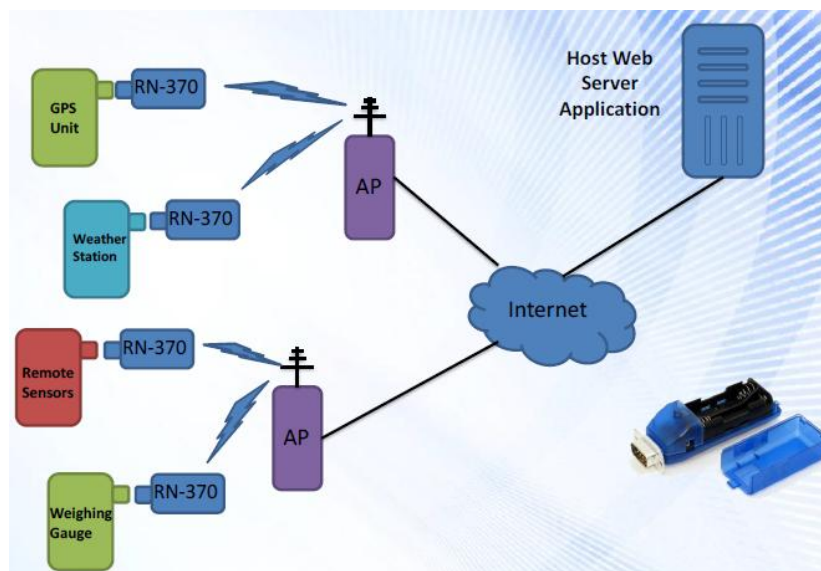 Host Web
Server
Application
RN-370
GPS
Unit
AP
RN-370
Weather
Station
Internet
RN-370
Remote
Sensors
AP
RN-370
Weighing
Gauge